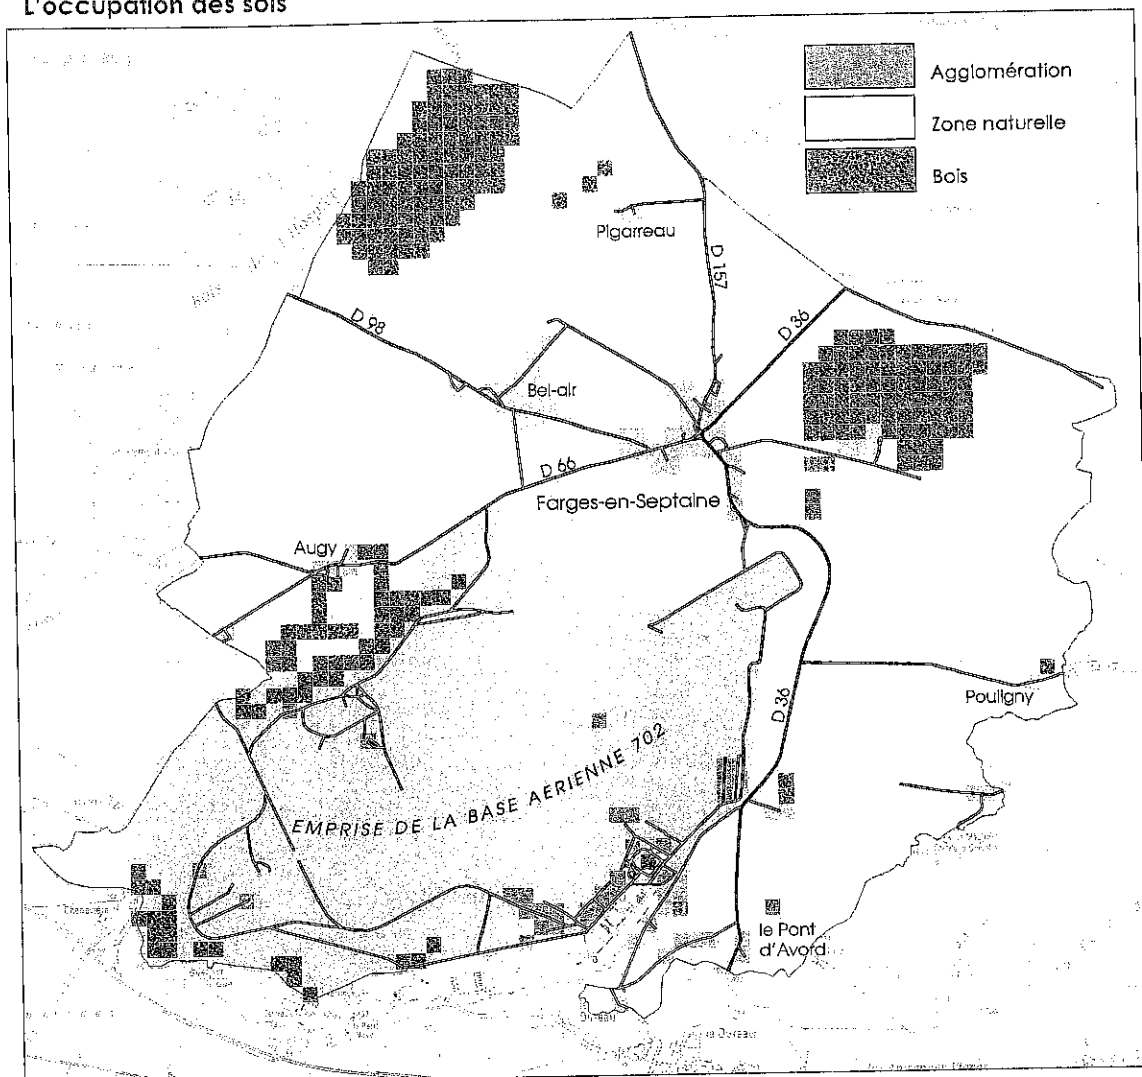 L'occupation des sols
Agglomération
Zone naturelle
Bois
Pigarreau
D 157
D 98
D 36
Bel-air
D 66
Farges-en-Septaine
Augy
Pouligny
D 36
EMPRISE DE LA BASE AÉRIENNE 702
le Pont
d'Avord